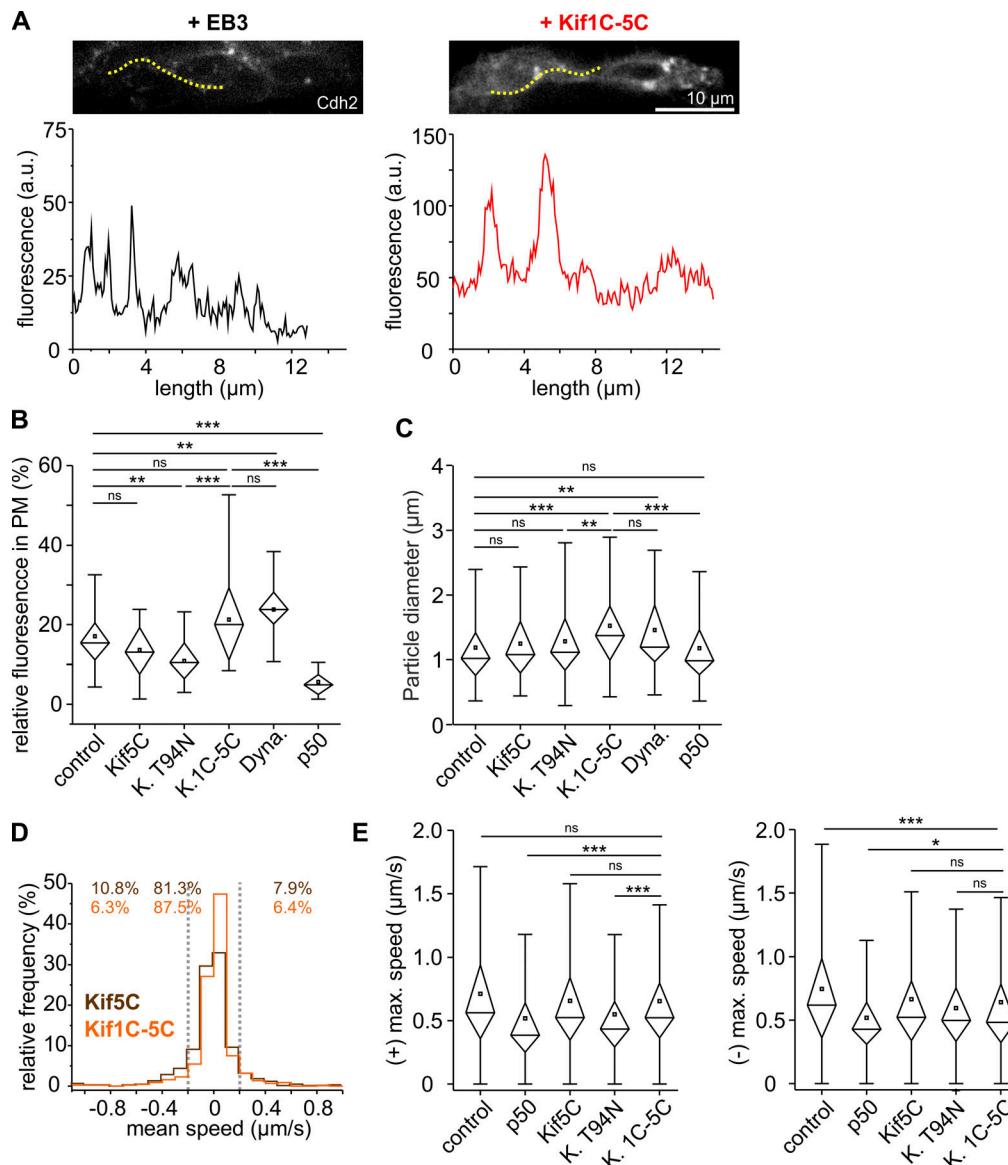 A
+ EB3
+ Kif1C-5C
Cdh2
10 µm
75
50
25
0
fluorescence (a.u.)
0 4 8 12
length (µm)
150
100
50
0
fluorescence (a.u.)
0 4 8 12
length (µm)
B
***
**
ns ***
** *** ns
ns
60
40
20
0
relative fluoresencce in PM (%)
control
Kif5C
K. T94N
K.1C-5C
Dyna.
p50
C
ns
**
*** ***
ns ** ns
ns
4
3
2
1
0
Particle diameter (µm)
control
Kif5C
K. T94N
K.1C-5C
Dyna.
p50
D
10.8% 81.3% 7.9%
6.3% 87.5% 6.4%
50
40
30
20
10
0
relative frequency (%)
Kif5C
Kif1C-5C
-0.8 -0.4 0 0.4 0.8
mean speed (µm/s)
E
ns
***
ns
***
2.0
1.5
1.0
0.5
0
(+) max. speed (µm/s)
control
p50
Kif5C
K. T94N
K. 1C-5C
***
*
ns
ns
2.0
1.5
1.0
0.5
0
(-) max. speed (µm/s)
control
p50
Kif5C
K. T94N
K. 1C-5C